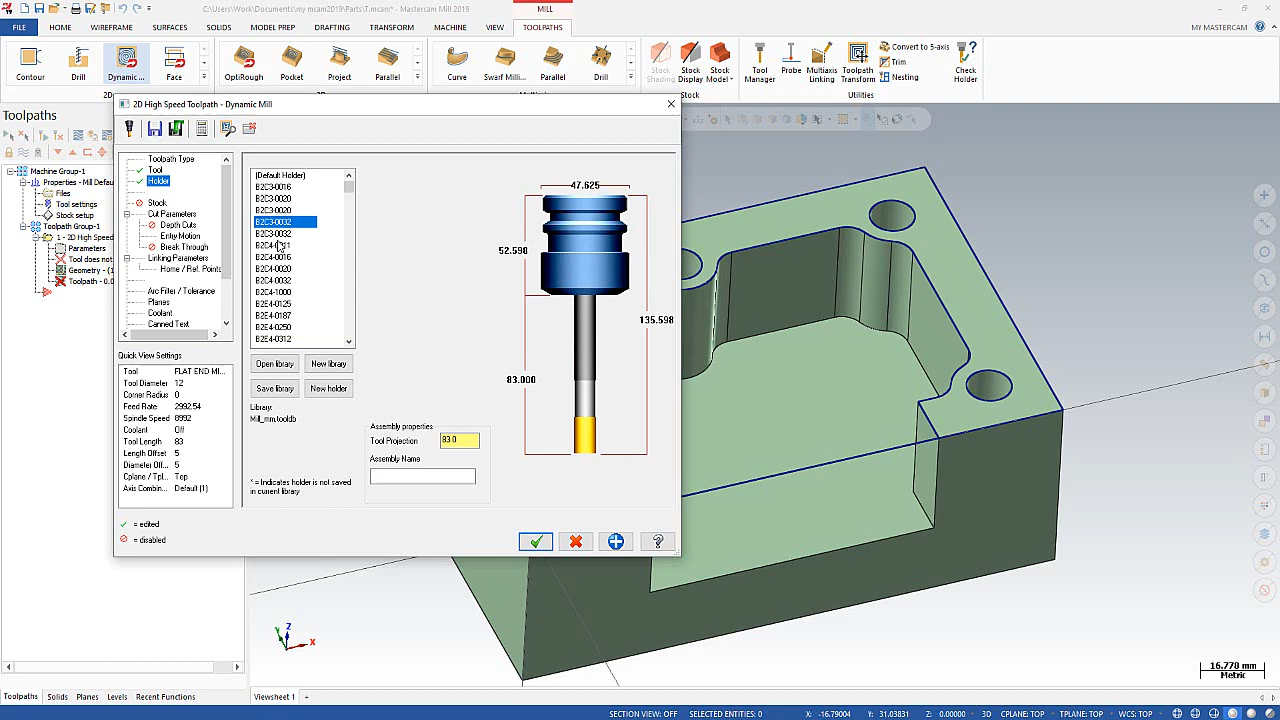 C:\Users\Work\Documents\my mcam2019\Parts\T.mcam* - Mastercam Mill 2019
MILL
FILE
HOME
WIREFRAME
SURFACES
SOLIDS
MODEL PREP
DRAFTING
TRANSFORM
MACHINE
VIEW
TOOLPATHS
MY MASTERCAM
Contour
Drill
Dynamic ...
Face
OptiRough
Pocket
Project
Parallel
Curve
Swarf Milli...
Parallel
Drill
Stock Shading
Stock Display
Stock Model
Tool Manager
Probe
Multiaxis Linking
Toolpath Transform
Convert to 5-axis
Trim
Nesting
Check Holder
Stock
Utilities
Toolpaths
Machine Group-1
Properties - Mill Defau
Files
Tool settings
Stock setup
Toolpath Group-1
1 - 2D High Speed
Parameters
Tool does no
Geometry - (1
Toolpath - 0.0
2D High Speed Toolpath - Dynamic Mill
Toolpath Type
Tool
Holder
Stock
Cut Parameters
Depth Cuts
Entry Motion
Break Through
Linking Parameters
Home / Ref. Points
Arc Filter / Tolerance
Planes
Coolant
Canned Text
Quick View Settings
Tool FLAT END MI...
Tool Diameter 12
Corner Radius 0
Feed Rate 2992.54
Spindle Speed 8992
Coolant Off
Tool Length 83
Length Offset 5
Diameter Off... 5
Cplane / Tpl... Top
Axis Combin... Default (1)
= edited
= disabled
(Default Holder)
B2C3-0016
B2C3-0020
B2C3-0030
B2C3-0032
B2C3-0032
B2C4-0011
B2C4-0016
B2C4-0020
B2C4-0032
B2C4-1000
B2E4-0125
B2E4-0187
B2E4-0250
B2E4-0312
Open library
New library
Save library
New holder
Library:
Mill_mm.tooldb
* = Indicates holder is not saved
in current library
Assembly properties
Tool Projection 83.0
Assembly Name
47.625
52.598
135.598
83.000
Z
Y
X
16.770 mm
Metric
Toolpaths
Solids
Planes
Levels
Recent Functions
Viewsheet 1
+
SECTION VIEW: OFF
SELECTED ENTITIES: 0
X: -16.79004
Y: 31.03831
Z: 0.00000
3D
CPLANE: TOP
TPLANE: TOP
WCS: TOP